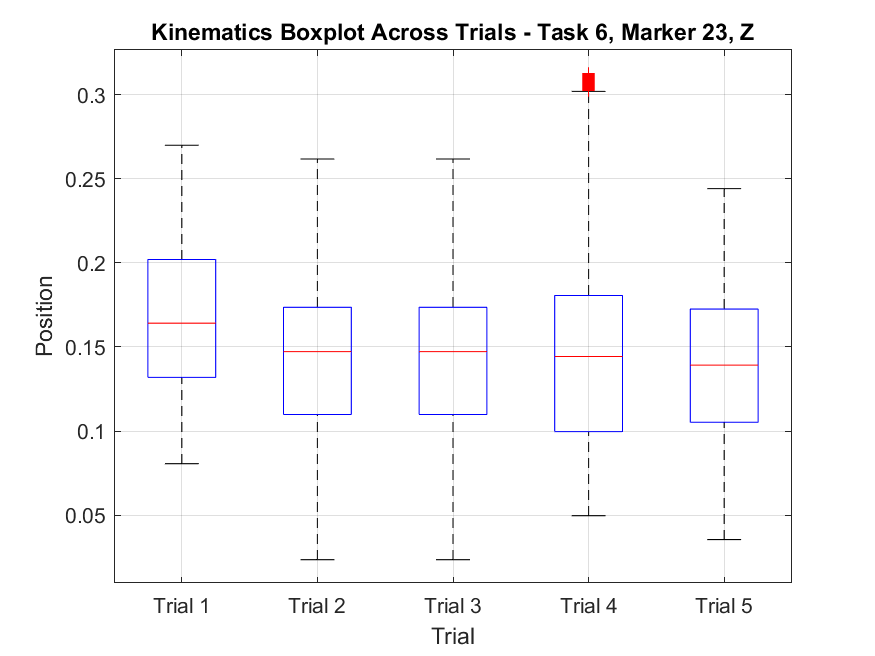 Kinematics Boxplot Across Trials - Task 6, Marker 23, Z
0.3
0.25
0.2
0.15
0.1
0.05
Position
Trial 1 Trial 2 Trial 3 Trial 4 Trial 5
Trial